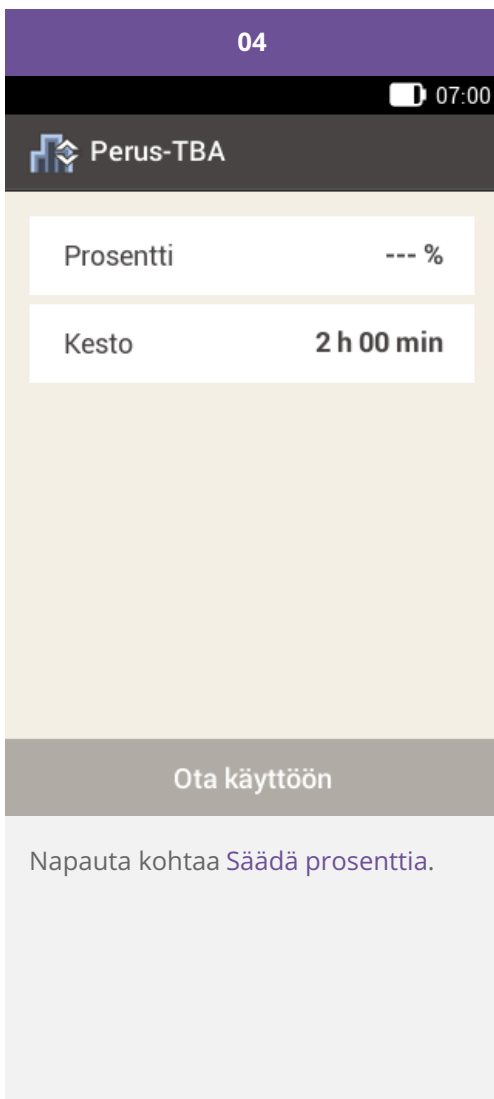 04
07:00
Perus-TBA
Prosentti --- %
Kesto 2 h 00 min
Ota käyttöön
Napauta kohtaa Säädä prosenttia.